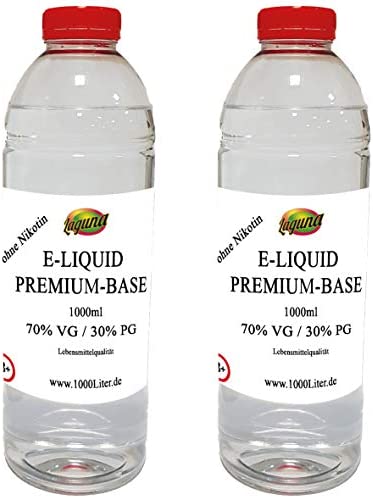 Laguna
ohne Nikotin
E-LIQUID
PREMIUM-BASE
1000ml
70% VG / 30% PG
Lebensmittelqualität
www.1000Liter.de
Laguna
ohne Nikotin
E-LIQUID
PREMIUM-BASE
1000ml
70% VG / 30% PG
Lebensmittelqualität
www.1000Liter.de